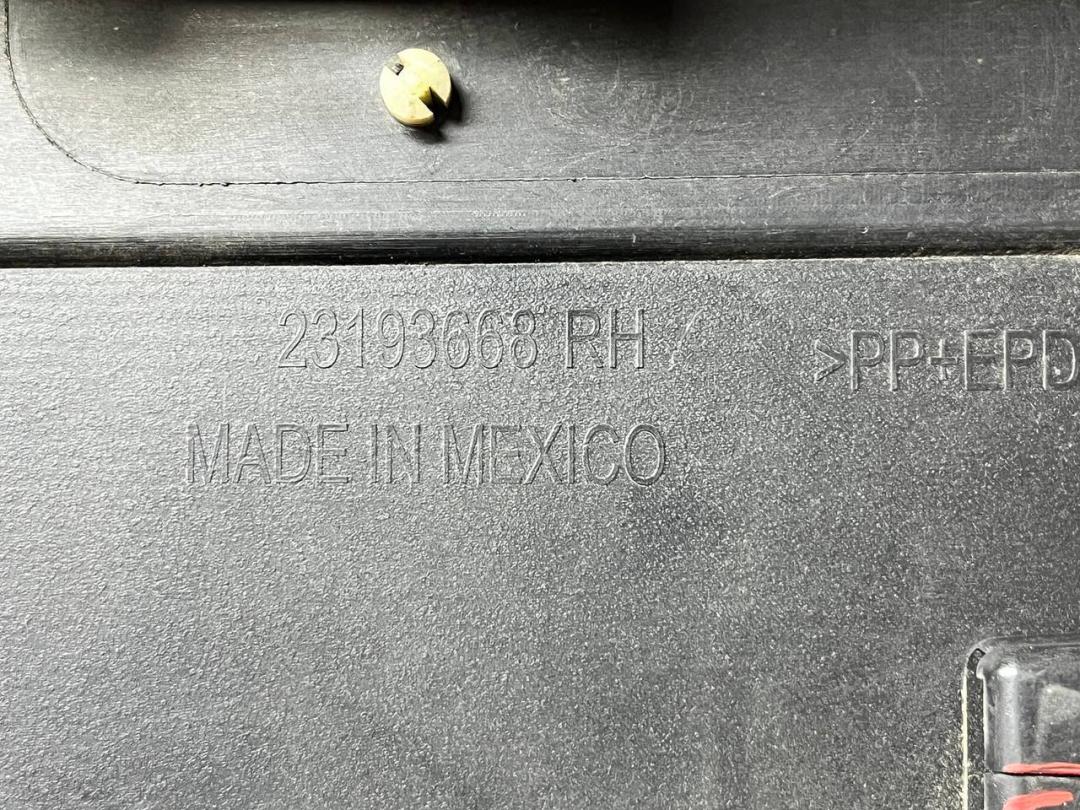 23193668 RH
>PP+EPD
MADE IN MEXICO